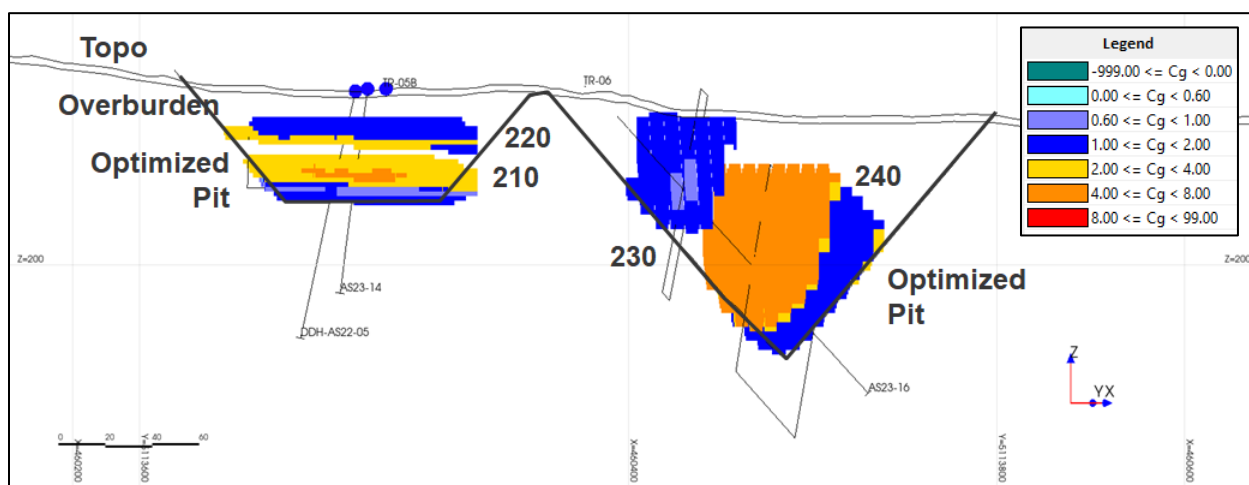 Topo
Overburden
Optimized
Pit
TR-05B
TR-06
220
210
230
240
Optimized
Pit
Z=200
Z=200
AS23-14
DDH-AS22-05
AS23-16
Legend
-999.00 <= Cg < 0.00
0.00 <= Cg < 0.60
0.60 <= Cg < 1.00
1.00 <= Cg < 2.00
2.00 <= Cg < 4.00
4.00 <= Cg < 8.00
8.00 <= Cg < 99.00
Z
YX
0 20 40 60
X=460200
Y=5113600
X=460400
Y=5113800
X=460600